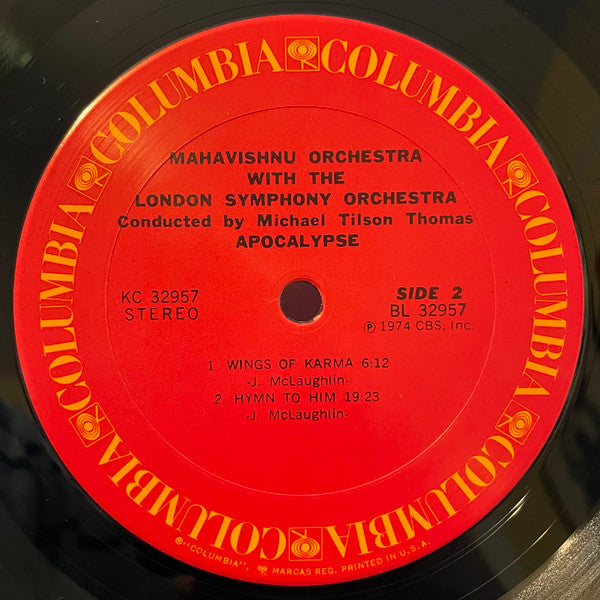 COLUMBIA COLUMBIA COLUMBIA COLUMBIA COLUMBIA COLUMBIA COLUMBIA COLUMBIA
MAHAVISHNU ORCHESTRA
WITH THE
LONDON SYMPHONY ORCHESTRA
Conducted by Michael Tilson Thomas
APOCALYPSE
KC 32957
STEREO
SIDE 2
BL 32957
Ⓟ 1974 CBS, Inc.
1. WINGS OF KARMA 6:12
-J. McLaughlin-
2. HYMN TO HIM 19:23
-J. McLaughlin-
®"COLUMBIA", MARCAS REG. PRINTED IN U.S.A.